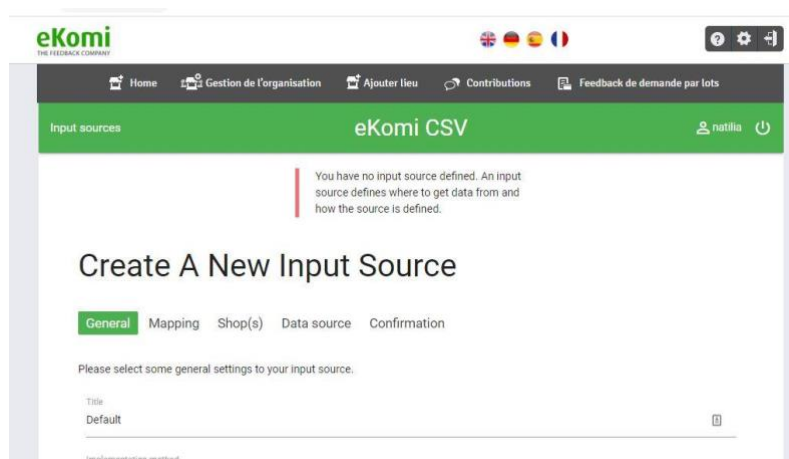 eKomi
THE FEEDBACK COMPANY
Home Gestion de l'organisation Ajouter lieu Contributions Feedback de demande par lots
Input sources eKomi CSV natilia
You have no input source defined. An input
source defines where to get data from and
how the source is defined.
Create A New Input Source
General Mapping Shop(s) Data source Confirmation
Please select some general settings to your input source.
Title
Default
Implementation method